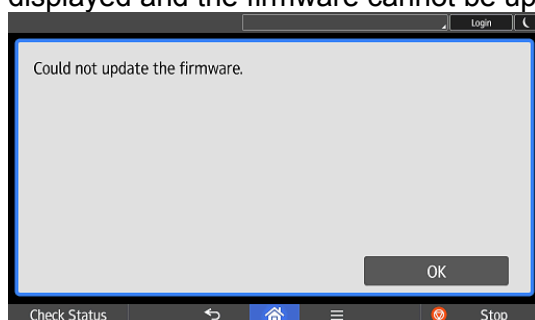 displayed and the firmware cannot be up
Login
Could not update the firmware.
OK
Check Status
Stop